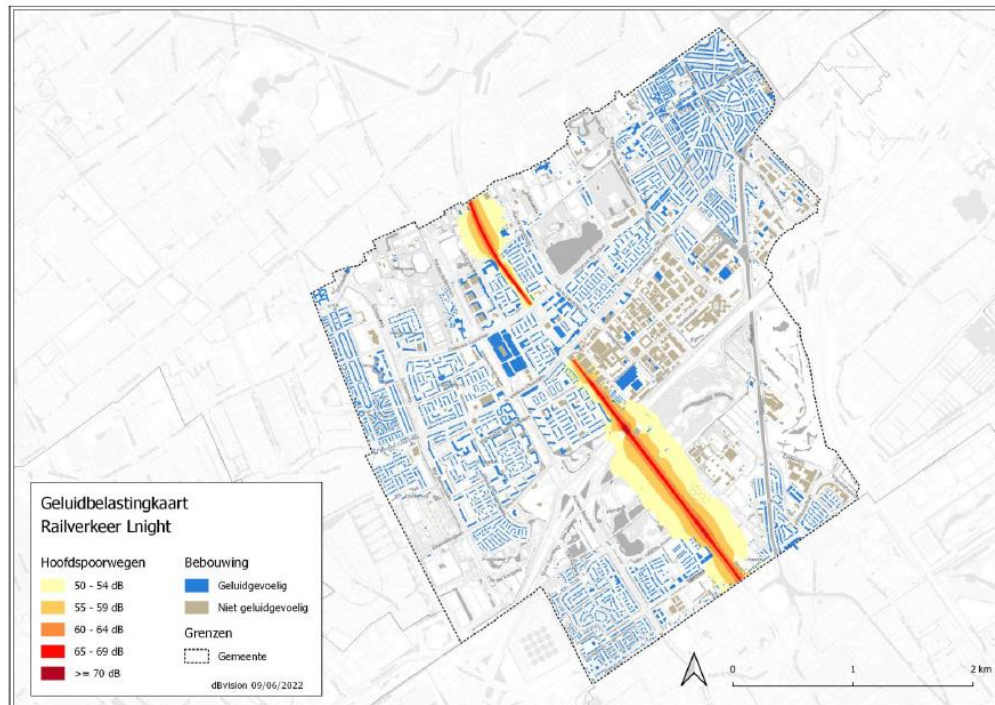 Geluidbelastingkaart
Railverkeer Lnight
Hoofdspoorwegen
50 - 54 dB
55 - 59 dB
60 - 64 dB
65 - 69 dB
>= 70 dB
Bebouwing
Geluidgevoelig
Niet geluidgevoelig
Grenzen
Gemeente
dBvision 09/06/2022
0 1 2 km